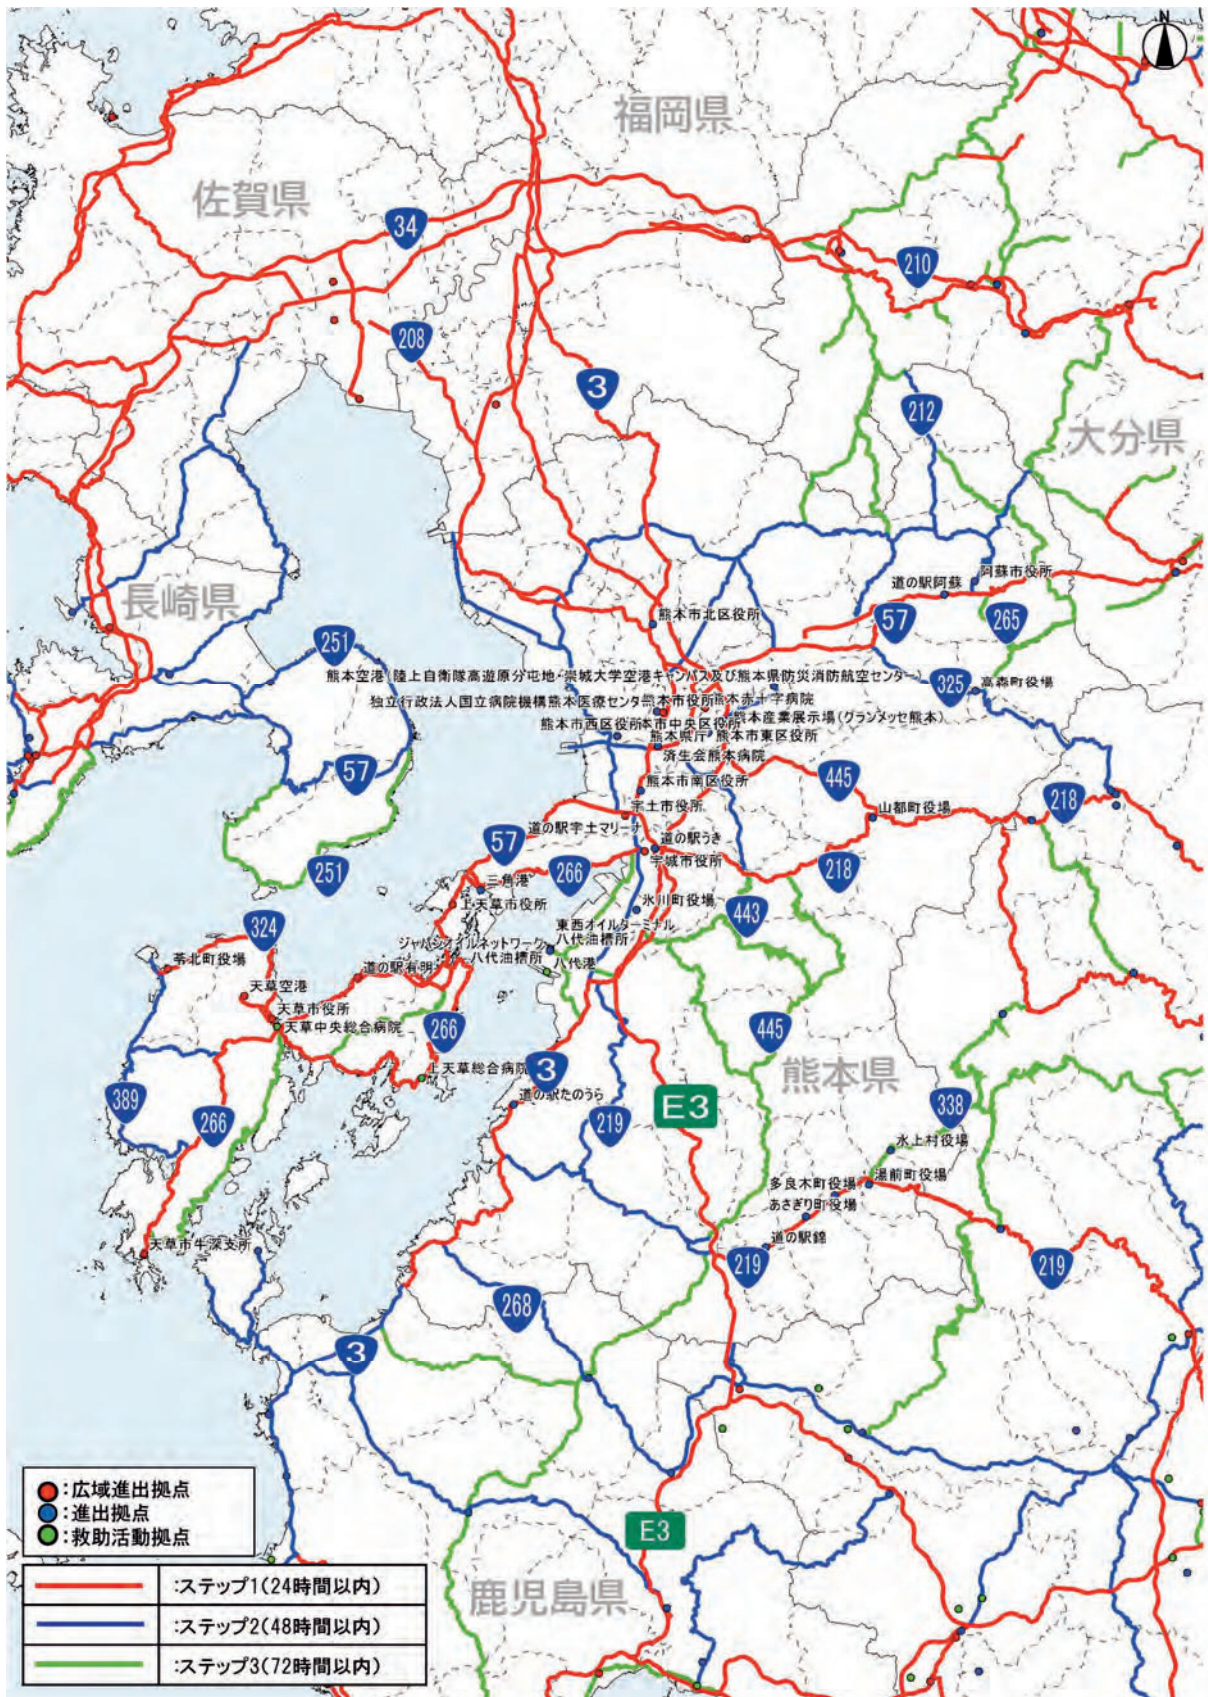 N
福岡県
佐賀県
34
210
208
3
212
大分県
道の駅阿蘇
阿蘇市役所
長崎県
熊本市北区役所
57
265
251
熊本空港(陸上自衛隊高遊原分屯地・崇城大学空港キャンパス及び熊本県防災消防航空センター)
325
高森町役場
独立行政法人国立病院機構熊本医療センター
熊本市役所
熊本赤十字病院
熊本市西区役所
本市中央区役所
熊本産業展示場(グランメッセ熊本)
熊本県庁
熊本市東区役所
済生会熊本病院
57
熊本市南区役所
445
宇土市役所
山都町役場
218
道の駅宇土マリーナ
道の駅うき
57
宇城市役所
251
266
218
三角港
上天草市役所
氷川町役場
443
324
東西オイルターミナル
八代油槽所
ジャパンオイルネットワーク
八代油槽所
苓北町役場
道の駅有明
八代港
天草空港
天草市役所
天草中央総合病院
266
445
熊本県
上天草総合病院
3
389
道の駅たのうら
E3
338
266
219
水上村役場
湯前町役場
多良木町役場
あさぎり町役場
天草市牛深支所
道の駅錦
219
219
268
3
:広域進出拠点
:進出拠点
:救助活動拠点
E3
:ステップ1(24時間以内)
鹿児島県
:ステップ2(48時間以内)
:ステップ3(72時間以内)